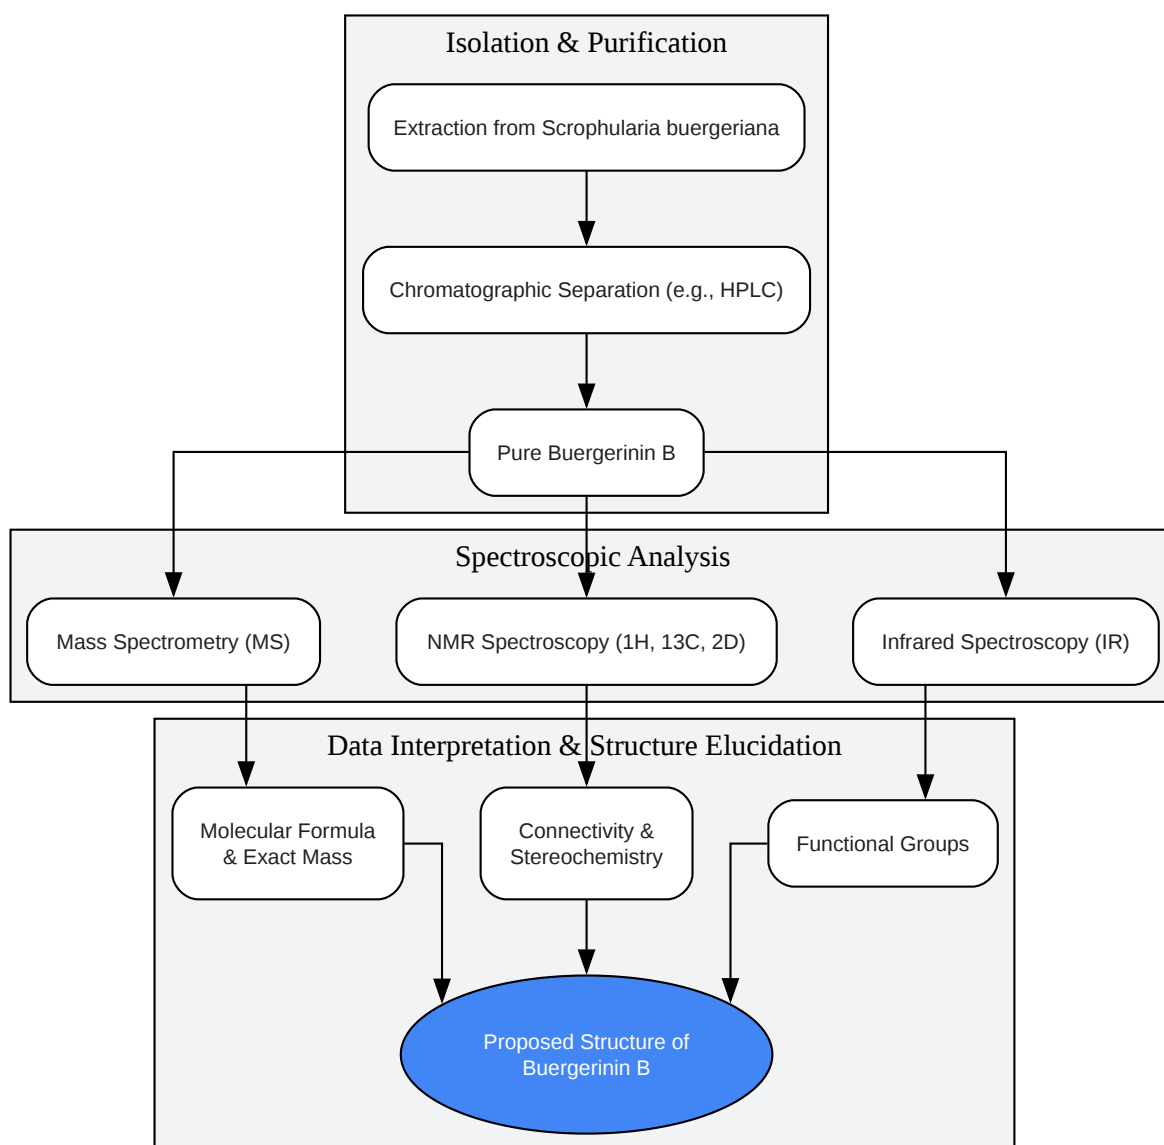 Isolation & Purification
Extraction from Scrophularia buergeriana
Chromatographic Separation (e.g., HPLC)
Pure Buergerinin B
Spectroscopic Analysis
Mass Spectrometry (MS)
NMR Spectroscopy (1H, 13C, 2D)
Infrared Spectroscopy (IR)
Data Interpretation & Structure Elucidation
Molecular Formula
& Exact Mass
Connectivity &
Stereochemistry
Functional Groups
Proposed Structure of
Buergerinin B